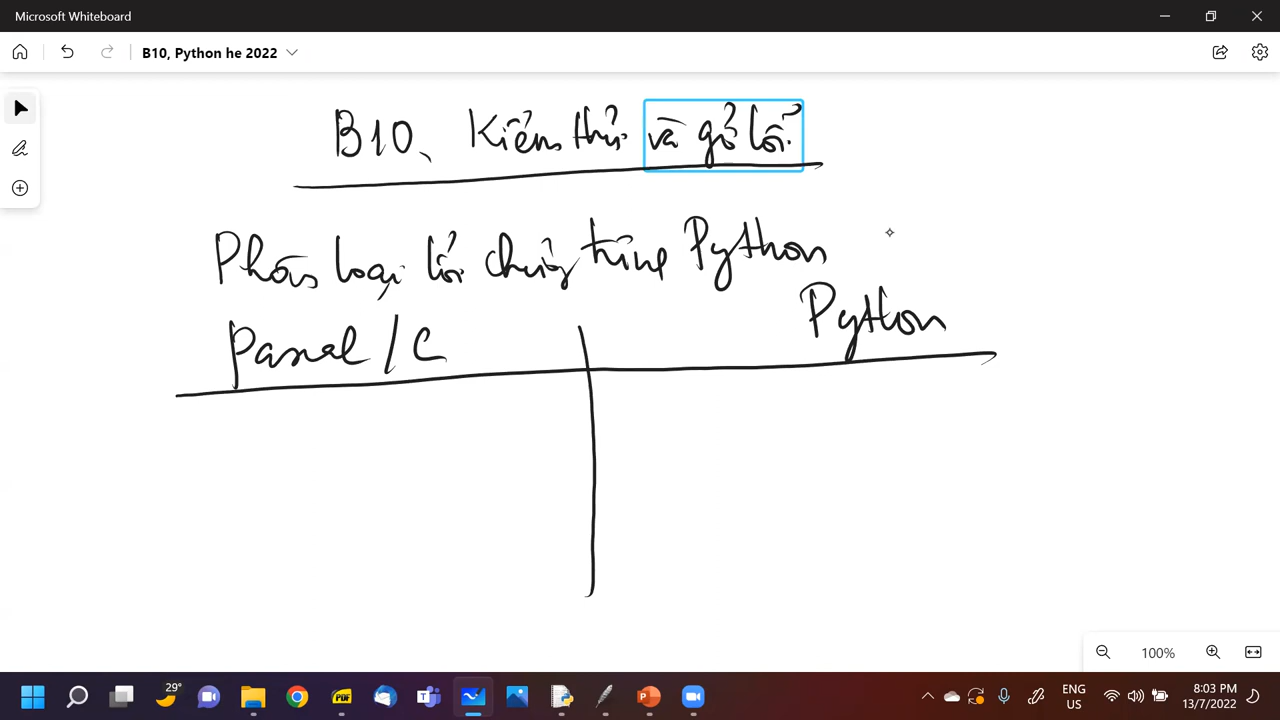 Microsoft Whiteboard
B10, Python he 2022
B10, Kiểm thử và gỡ lỗi
Phân loại lỗi chương trình Python
Pascal / C
Python
100%
29°
ENG
US
8:03 PM
13/7/2022